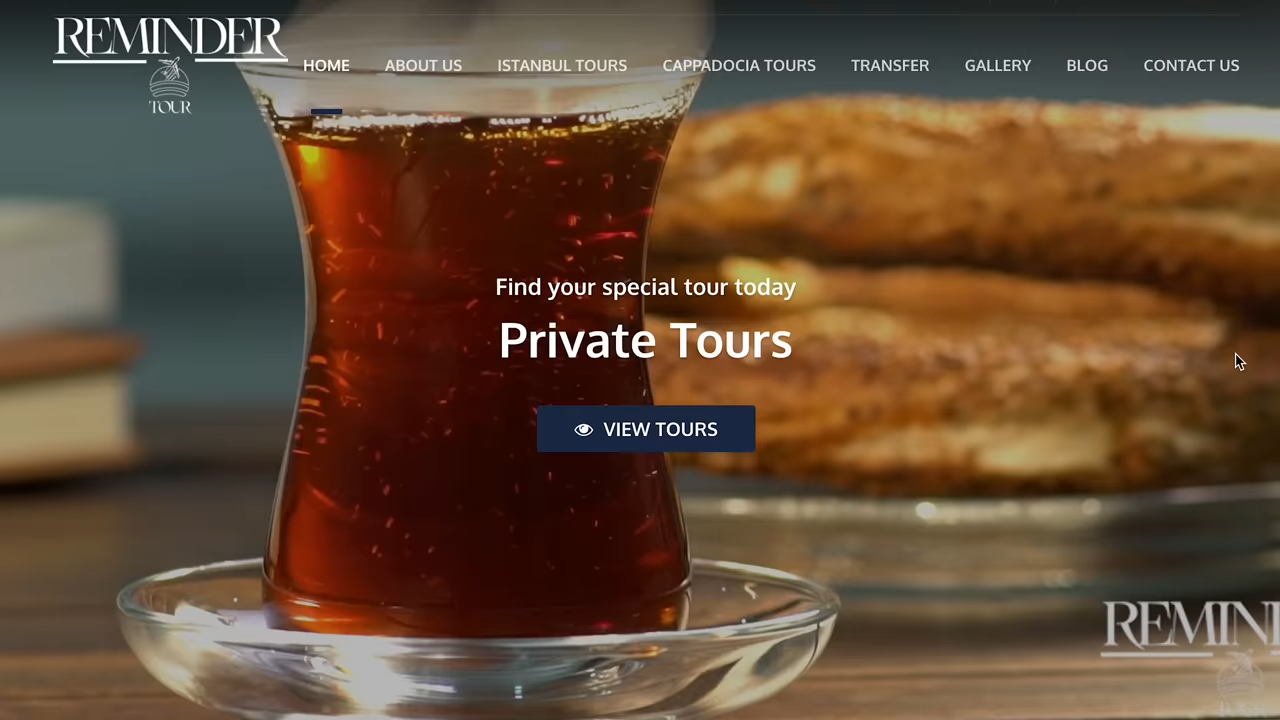 REMINDER
TOUR
HOME
ABOUT US
ISTANBUL TOURS
CAPPADOCIA TOURS
TRANSFER
GALLERY
BLOG
CONTACT US
Find your special tour today
Private Tours
VIEW TOURS
REMIN